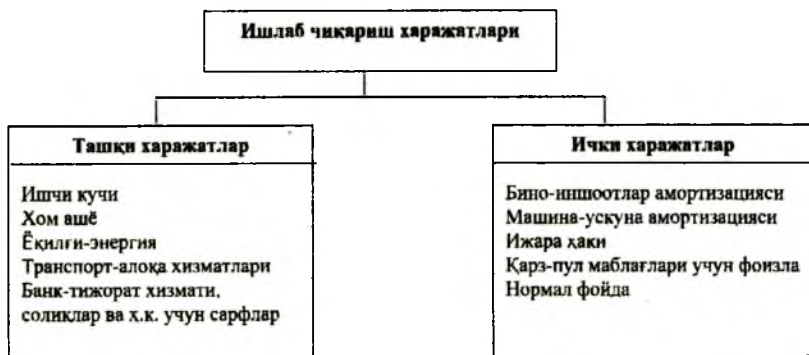 Ишлаб чиқариш харажатлари
Ташқи харажатлар
Ишчи кучи
Хом ашё
Ёқилғи-энергия
Транспорт-алоқа хизматлари
Банк-тижорат хизмати,
солиқлар ва ҳ.к. учун сарфлар
Ички харажатлар
Бино-иншоотлар амортизацияси
Машина-ускуна амортизацияси
Ижара ҳаки
Қарз-пул маблағлари учун фоизла
Нормал фойда